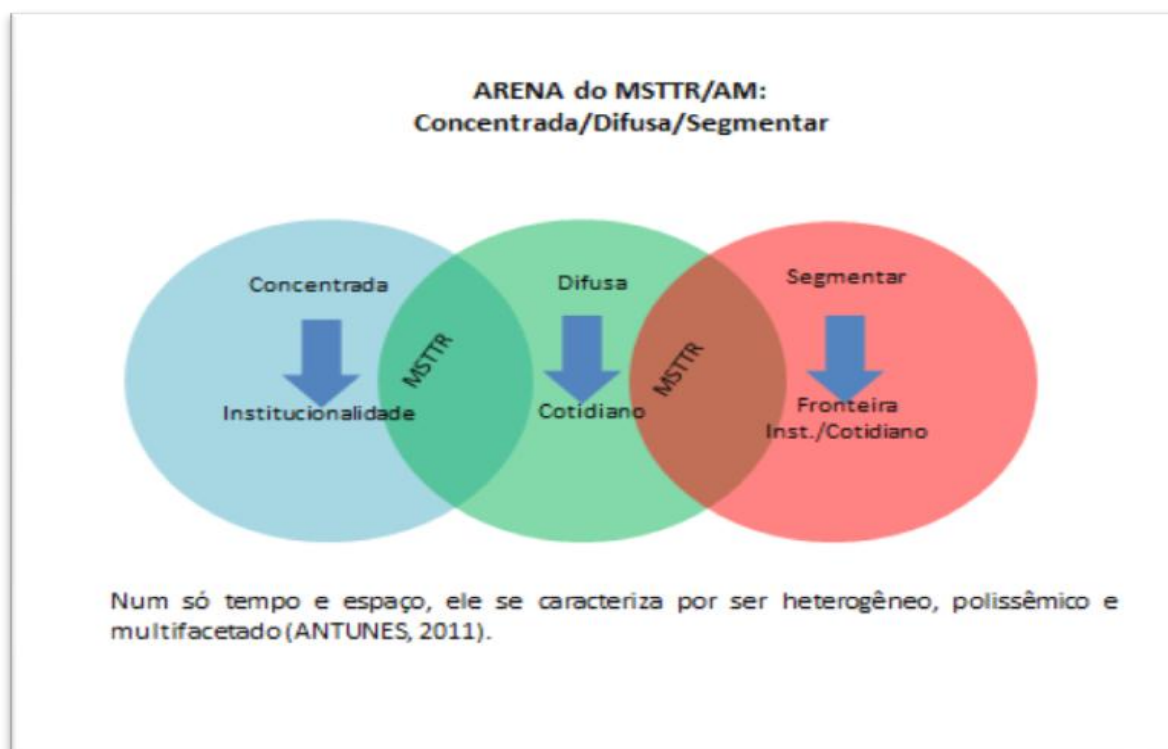 ARENA do MSTTR/AM:
Concentrada/Difusa/Segmentar
Concentrada
Difusa
Segmentar
MSTTR
MSTTR
Institucionalidade
Cotidiano
Fronteira
Inst./Cotidiano
Num só tempo e espaço, ele se caracteriza por ser heterogêneo, polissêmico e
multifacetado (ANTUNES, 2011).